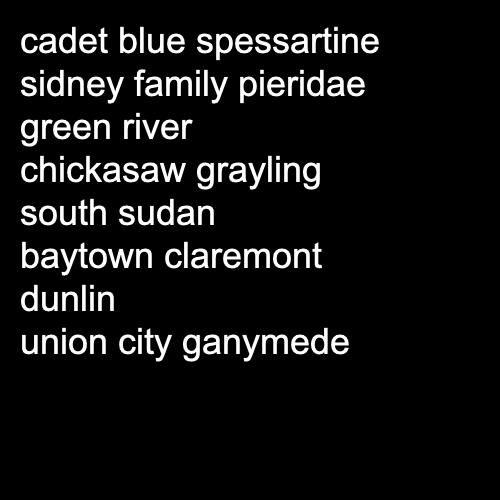 cadet blue spessartine
sidney family pieridae
green river
chickasaw grayling
south sudan
baytown claremont
dunlin
union city ganymede